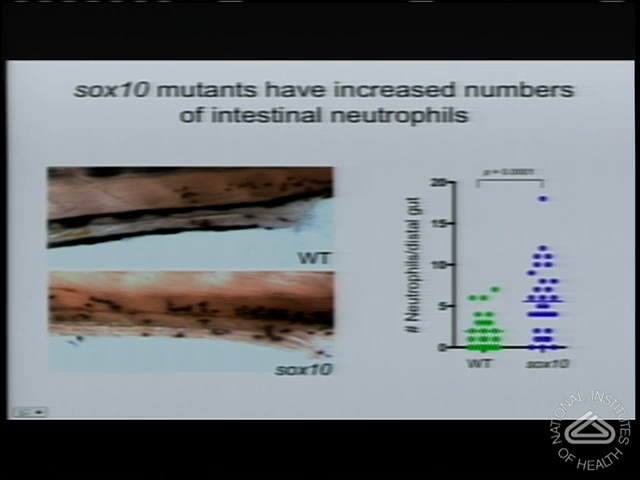 sox10 mutants have increased numbers
of intestinal neutrophils
WT
sox10
# Neutrophils/distal gut
p = 0.00001
20
15
10
5
0
WT
sox10
NATIONAL INSTITUTES
OF HEALTH